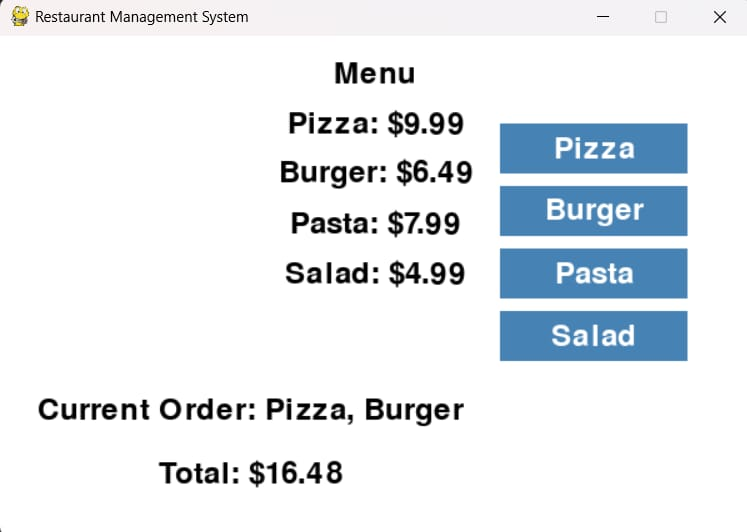 Restaurant Management System
Menu
Pizza: $9.99
Burger: $6.49
Pasta: $7.99
Salad: $4.99
Pizza
Burger
Pasta
Salad
Current Order: Pizza, Burger
Total: $16.48